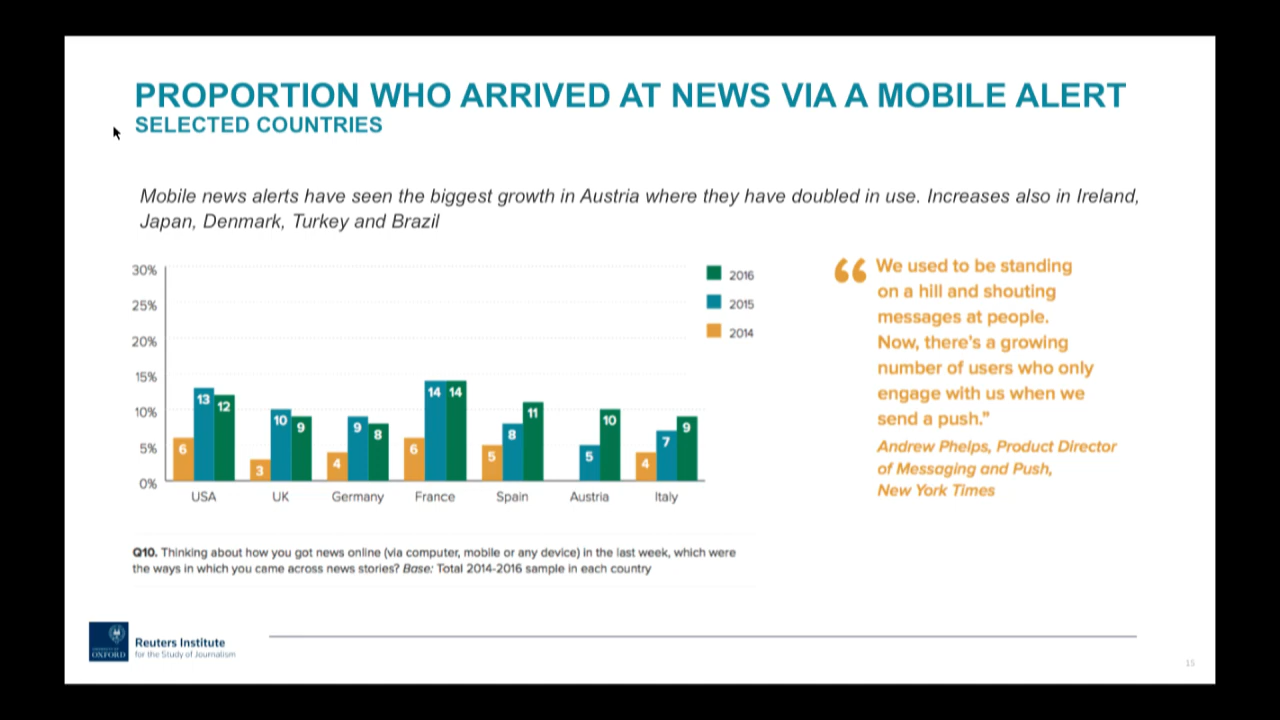 PROPORTION WHO ARRIVED AT NEWS VIA A MOBILE ALERT
SELECTED COUNTRIES
Mobile news alerts have seen the biggest growth in Austria where they have doubled in use. Increases also in Ireland,
Japan, Denmark, Turkey and Brazil
30%
25%
20%
15%
10%
5%
0%
2016
2015
2014
6 13 12
3 10 9
4 9 8
6 14 14
5 8 11
5 10
4 7 9
USA UK Germany France Spain Austria Italy
“ We used to be standing
on a hill and shouting
messages at people.
Now, there's a growing
number of users who only
engage with us when we
send a push.”
Andrew Phelps, Product Director
of Messaging and Push,
New York Times
Q10. Thinking about how you got news online (via computer, mobile or any device) in the last week, which were
the ways in which you came across news stories? Base: Total 2014-2016 sample in each country
UNIVERSITY OF
OXFORD
Reuters Institute
for the Study of Journalism
15